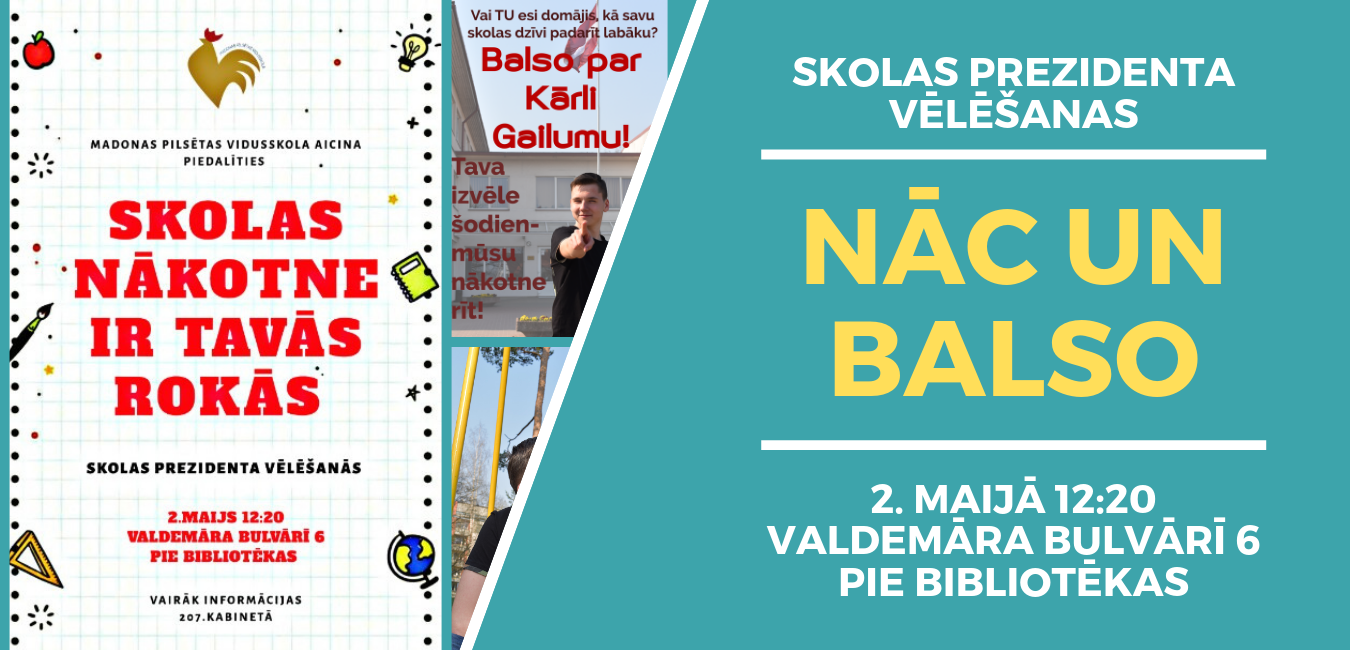 MADONAS PILSĒTAS VIDUSSKOLA AICINA
PIEDALĪTIES
SKOLAS
NĀKOTNE
IR TAVĀS
ROKĀS
SKOLAS PREZIDENTA VĒLĒŠANĀS
2.MAIJS 12:20
VALDEMĀRA BULVĀRĪ 6
PIE BIBLIOTĒKAS
VAIRĀK INFORMĀCIJAS
207.KABINETĀ
Vai TU esi domājis, kā savu
skolas dzīvi padarīt labāku?
Balso par
Kārli
Gailumu!
Tava
izvēle
šodien-
mūsu
nākotne
rīt!
SKOLAS PREZIDENTA
VĒLĒŠANAS
NĀC UN
BALSO
2. MAIJĀ 12:20
VALDEMĀRA BULVĀRĪ 6
PIE BIBLIOTĒKAS